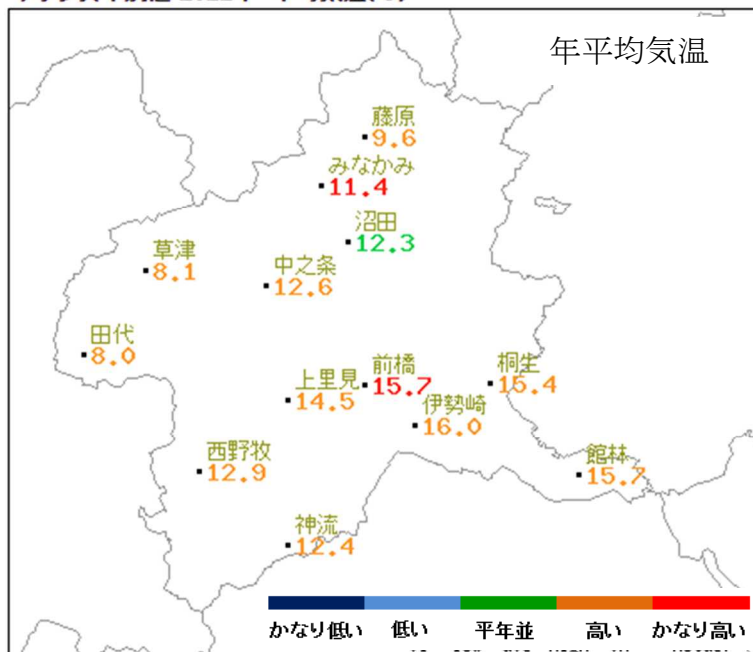 年平均気温
藤原
9.6
みなかみ
11.4
沼田
12.3
草津
8.1
中之条
12.6
田代
8.0
上里見
14.5
前橋
15.7
桐生
15.4
伊勢崎
16.0
西野牧
12.9
館林
15.7
神流
12.4
かなり低い 低い 平年並 高い かなり高い